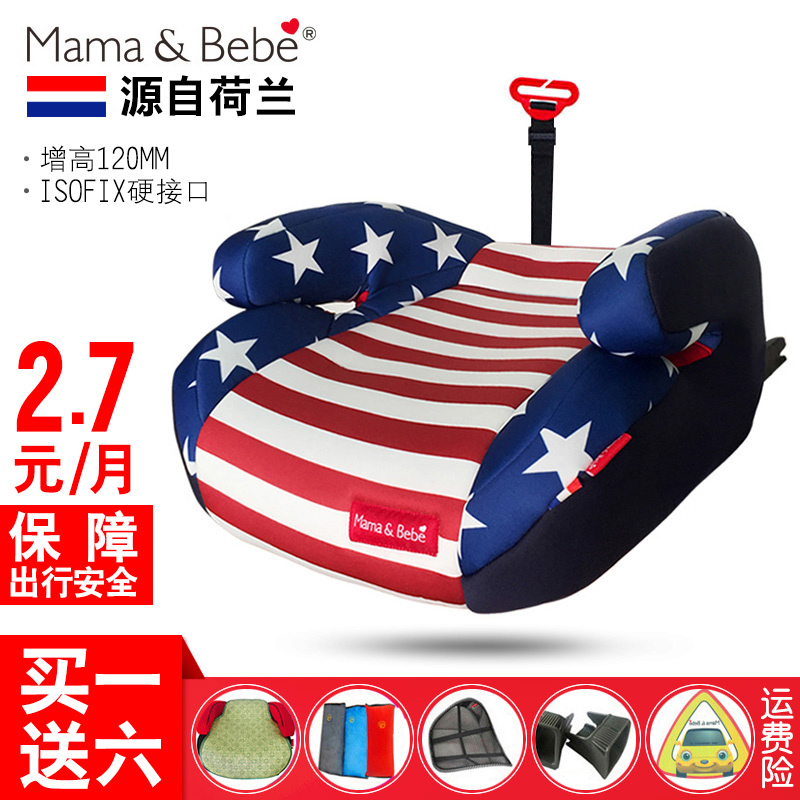 Mama & Bebe®
源自荷兰
·增高120MM
·ISOFIX硬接口
2.7
元/月
保障
出行安全
Mama & Bebe
买一
送六
Mama & Bebé
运费险